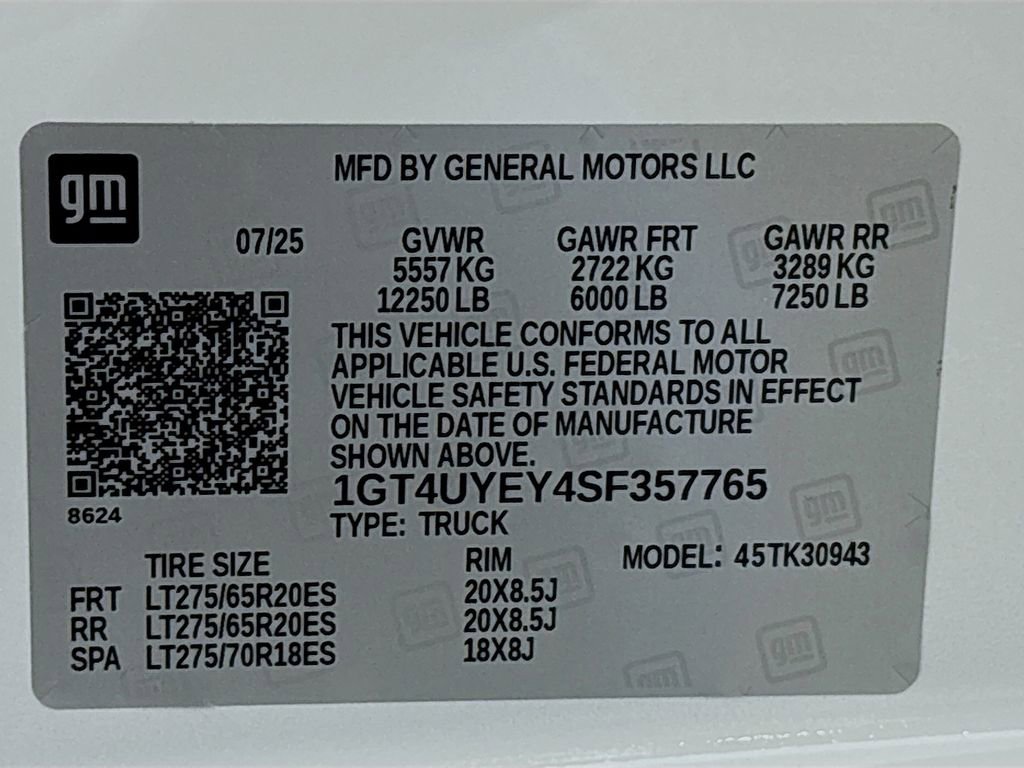 gm
MFD BY GENERAL MOTORS LLC
07/25 GVWR GAWR FRT GAWR RR
5557 KG 2722 KG 3289 KG
12250 LB 6000 LB 7250 LB
THIS VEHICLE CONFORMS TO ALL
APPLICABLE U.S. FEDERAL MOTOR
VEHICLE SAFETY STANDARDS IN EFFECT
ON THE DATE OF MANUFACTURE
SHOWN ABOVE.
1GT4UYEY4SF357765
8624
TYPE: TRUCK
TIRE SIZE RIM MODEL: 45TK30943
FRT LT275/65R20ES 20X8.5J
RR LT275/65R20ES 20X8.5J
SPA LT275/70R18ES 18X8J